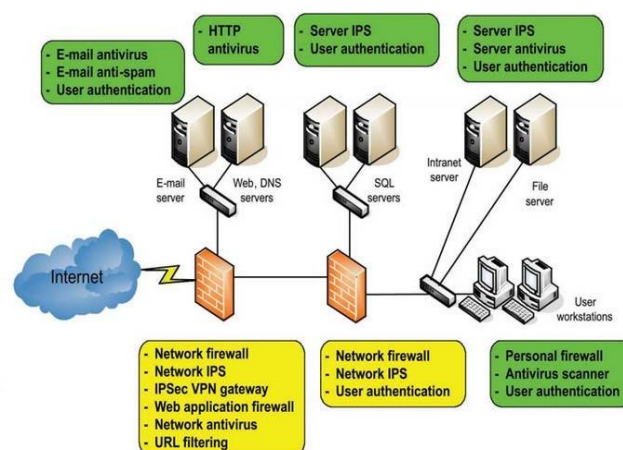 - E-mail antivirus
- E-mail anti-spam
- User authentication
- HTTP
antivirus
- Server IPS
- User authentication
- Server IPS
- Server antivirus
- User authentication
E-mail
server
Web, DNS
servers
SQL
servers
Intranet
server
File
server
Internet
User
workstations
- Network firewall
- Network IPS
- IPSec VPN gateway
- Web application firewall
- Network antivirus
- URL filtering
- Network firewall
- Network IPS
- User authentication
- Personal firewall
- Antivirus scanner
- User authentication